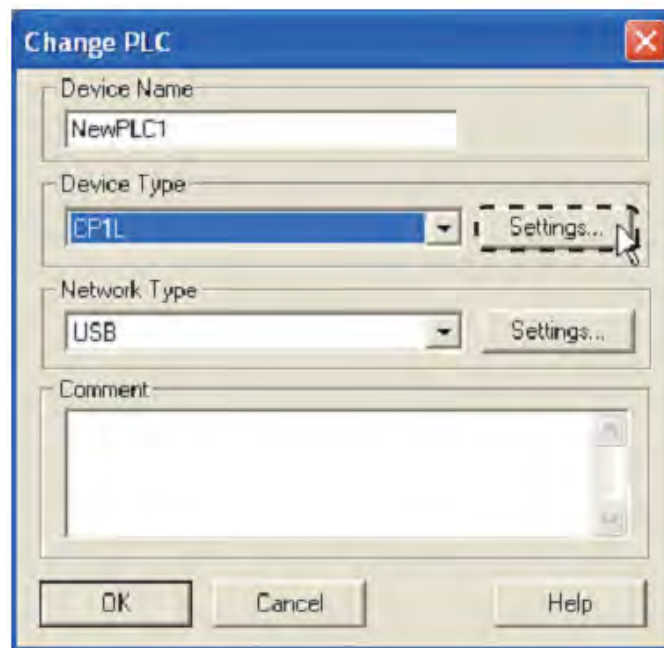 Change PLC
Device Name
NewPLC1
Device Type
CP1L
Settings...
Network Type
USB
Settings...
Comment
OK
Cancel
Help